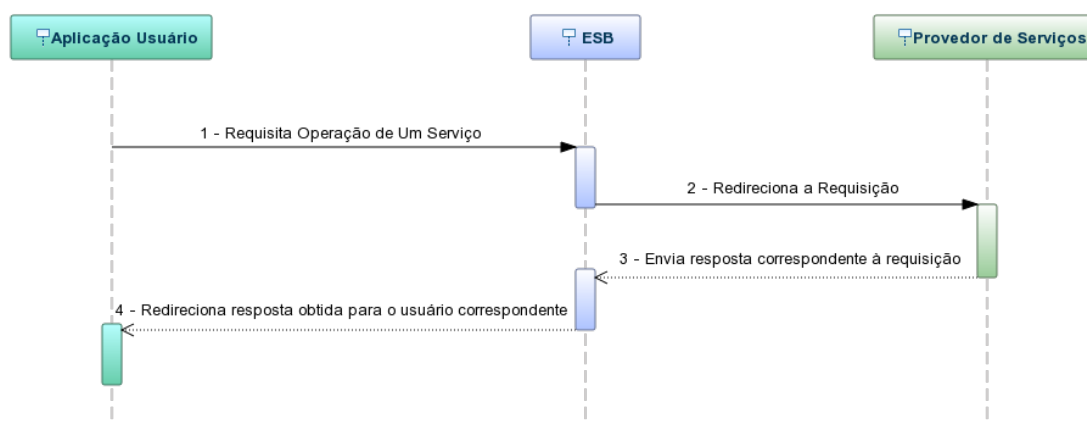 Aplicação Usuário
ESB
Provedor de Serviços
1 - Requisita Operação de Um Serviço
2 - Redireciona a Requisição
3 - Envia resposta correspondente à requisição
4 - Redireciona resposta obtida para o usuário correspondente